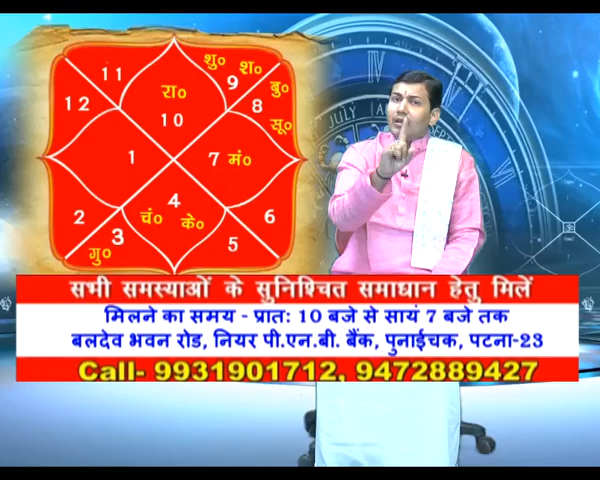 11
शु०
श०
9
बु०
12
रा०
8
10
सू०
1
7 मं०
4
2
चं०
के०
6
3
5
गु०
JULY
IV
सभी समस्याओं के सुनिश्चित समाधान हेतु मिलें
मिलने का समय - प्रातः 10 बजे से सायं 7 बजे तक
बलदेव भवन रोड, नियर पी.एन.बी. बैंक, पुनाईचक, पटना-23
Call- 9931901712, 9472889427